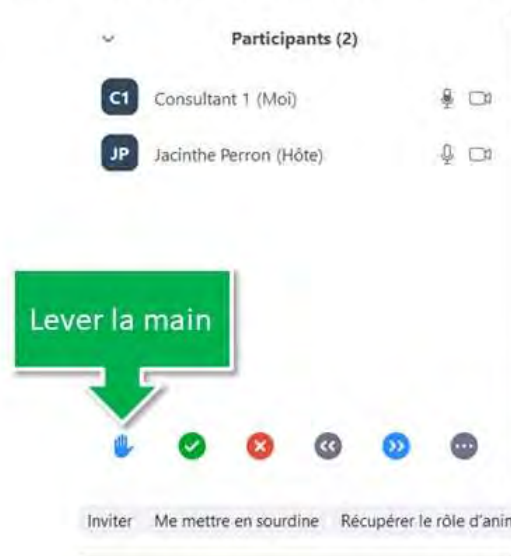 Participants (2)
C1 Consultant 1 (Moi)
JP Jacinthe Perron (Hôte)
Lever la main
Inviter Me mettre en sourdine Récupérer le rôle d'anim